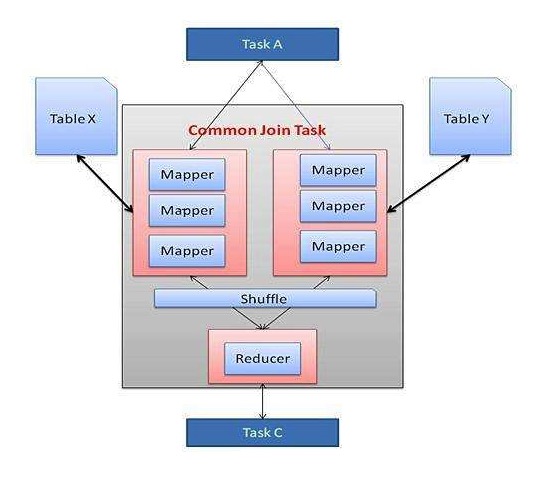 Task A
Table X
Table Y
Common Join Task
Mapper
Mapper
Mapper
Mapper
Mapper
Mapper
Shuffle
Reducer
Task C